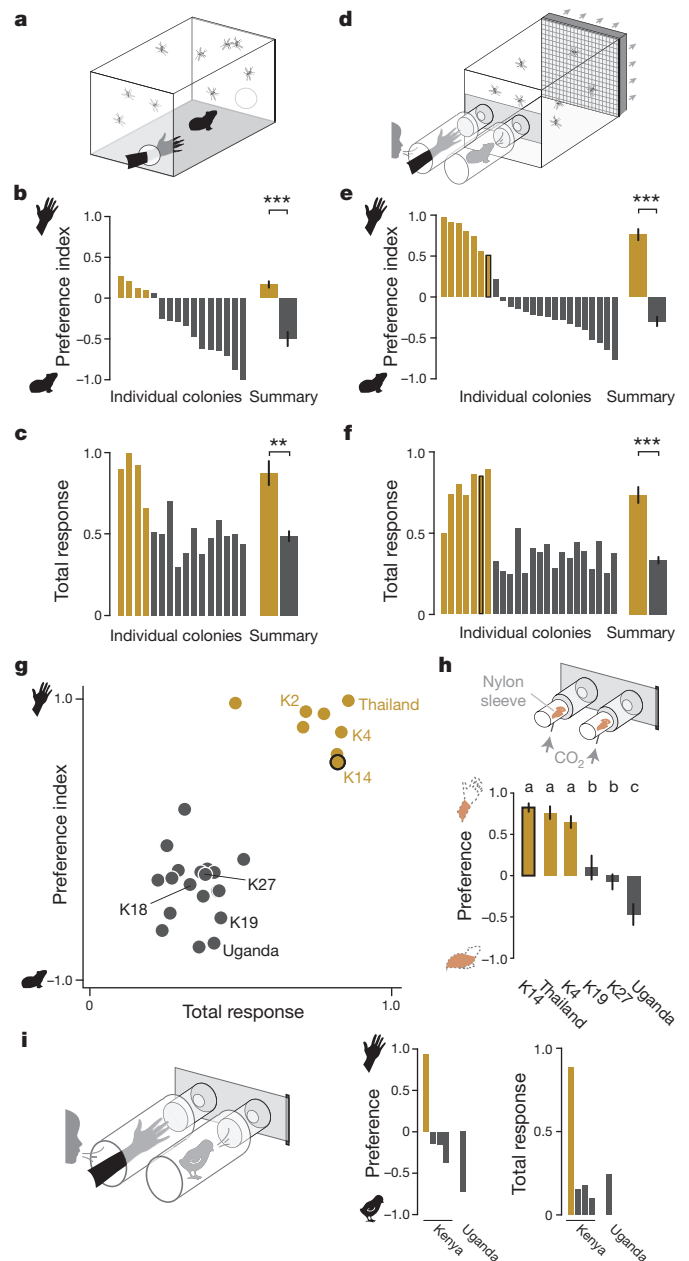 a
d
b
***
1.0
0.5
0
−0.5
−1.0
Preference index
Individual colonies
Summary
e
***
1.0
0.5
0
−0.5
−1.0
Preference index
Individual colonies
Summary
c
**
1.0
0.5
0
Total response
Individual colonies
Summary
f
***
1.0
0.5
0
Total response
Individual colonies
Summary
g
1.0
−1.0
Preference index
K2
Thailand
K4
K14
K18
K27
K19
Uganda
0
1.0
Total response
h
Nylon
sleeve
CO2
a a a b b c
1.0
0.5
0
−0.5
−1.0
Preference
K14
Thailand
K4
K19
K27
Uganda
i
1.0
0.5
0
−0.5
−1.0
Preference
Kenya
Uganda
1.0
0.5
0
Total response
Kenya
Uganda